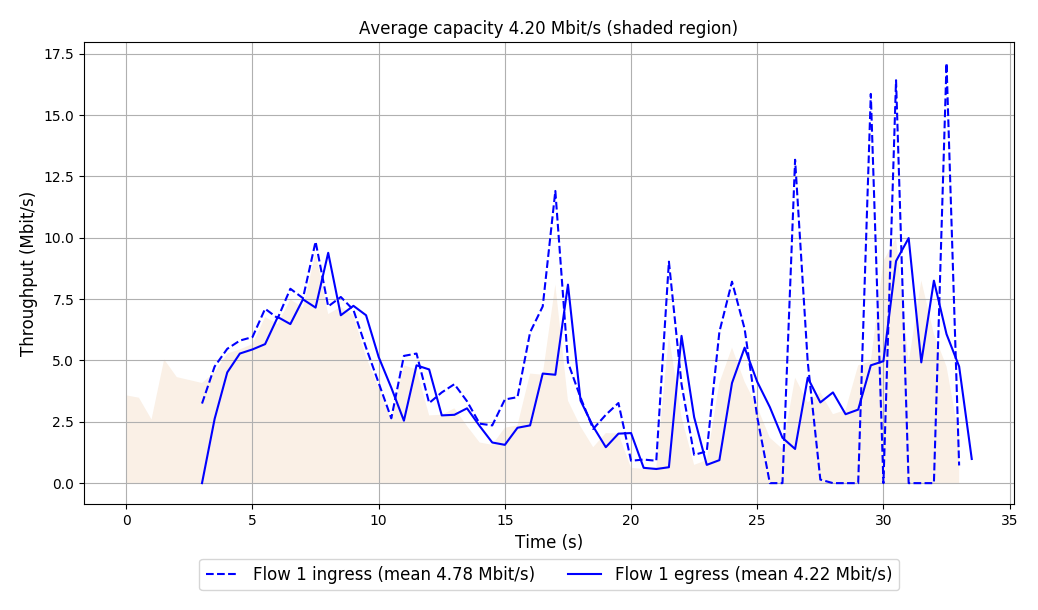 Average capacity 4.20 Mbit/s (shaded region)
17.5
15.0
12.5
10.0
7.5
5.0
2.5
0.0
Throughput (Mbit/s)
0 5 10 15 20 25 30 35
Time (s)
Flow 1 ingress (mean 4.78 Mbit/s) Flow 1 egress (mean 4.22 Mbit/s)